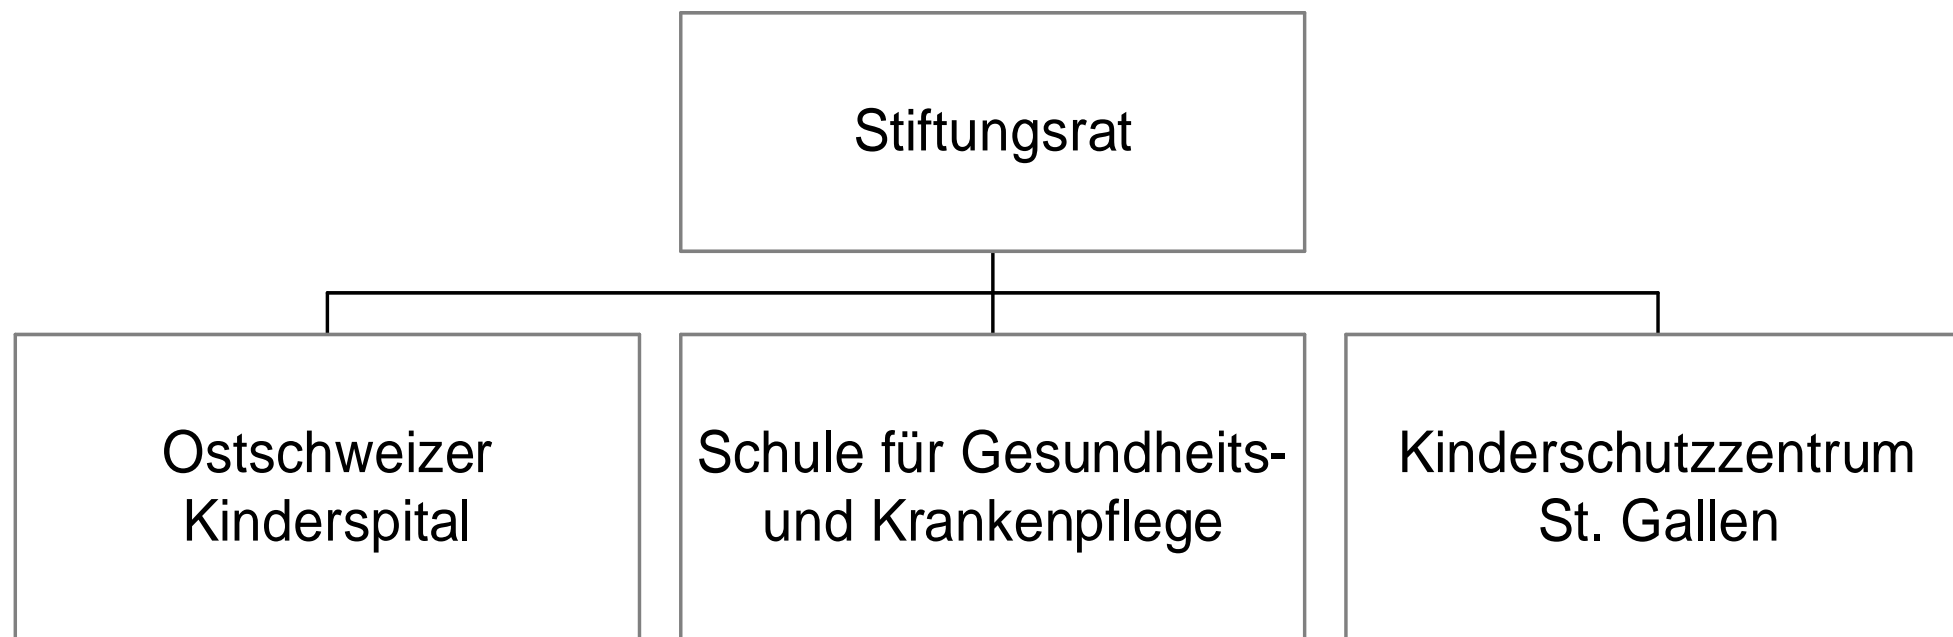 Stiftungsrat
Ostschweizer
Kinderspital
Schule für Gesundheits-
und Krankenpflege
Kinderschutzzentrum
St. Gallen